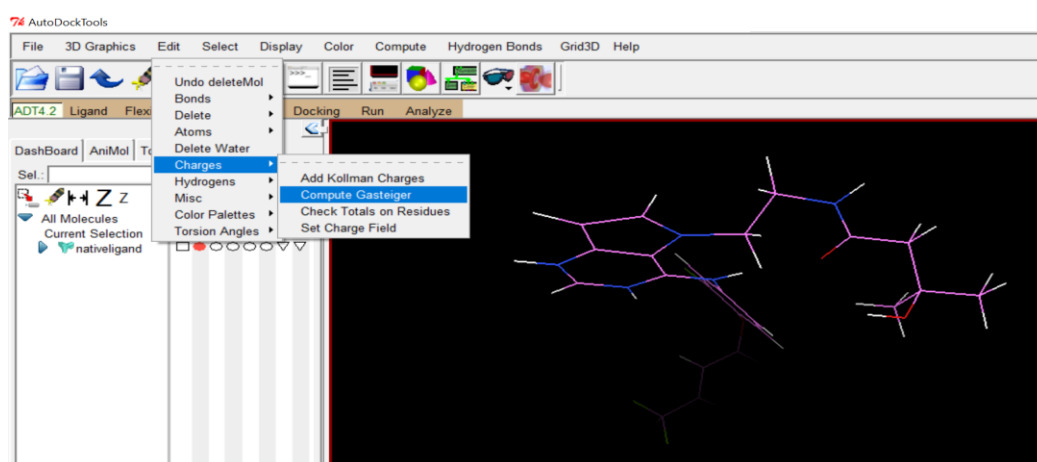 AutoDockTools
File 3D Graphics Edit Select Display Color Compute Hydrogen Bonds Grid3D Help
ADT4.2 Ligand Docking Run Analyze
Undo deleteMol
Bonds
Delete
Atoms
Delete Water
Charges
Hydrogens
Misc
Color Palettes
Torsion Angles
Add Kollman Charges
Compute Gasteiger
Check Totals on Residues
Set Charge Field
DashBoard AniMol
Sel.:
Z Z
All Molecules
Current Selection
nativeligand